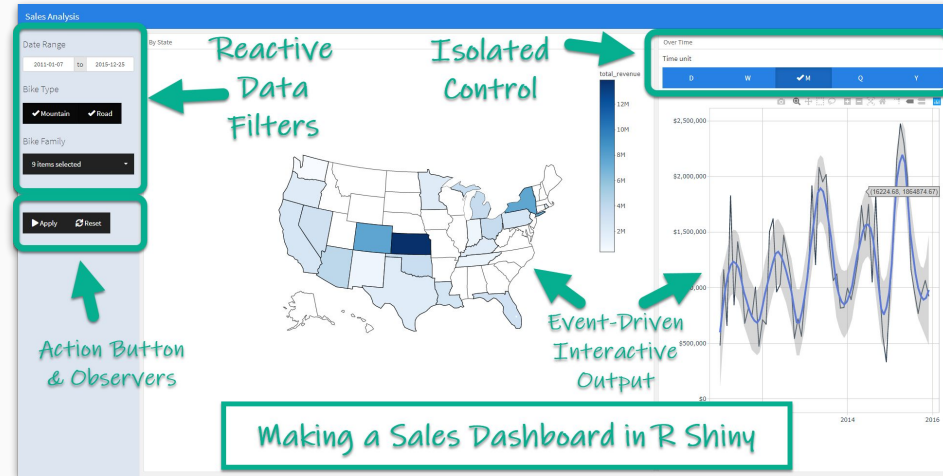 Sales Analysis
Date Range
2011-01-07 to 2015-12-25
Bike Type
Mountain Road
Bike Family
9 items selected
Apply Reset
Reactive
Data
Filters
Action Button
& Observers
By State
total_revenue
12M
10M
8M
6M
4M
2M
Isolated
Control
Over Time
Time unit
D W M Q Y
$2,500,000
$2,000,000
$1,500,000
$500,000
$0
(16224.68, 1864874.67)
2014 2016
Event-Driven
Interactive
Output
Making a Sales Dashboard in R Shiny